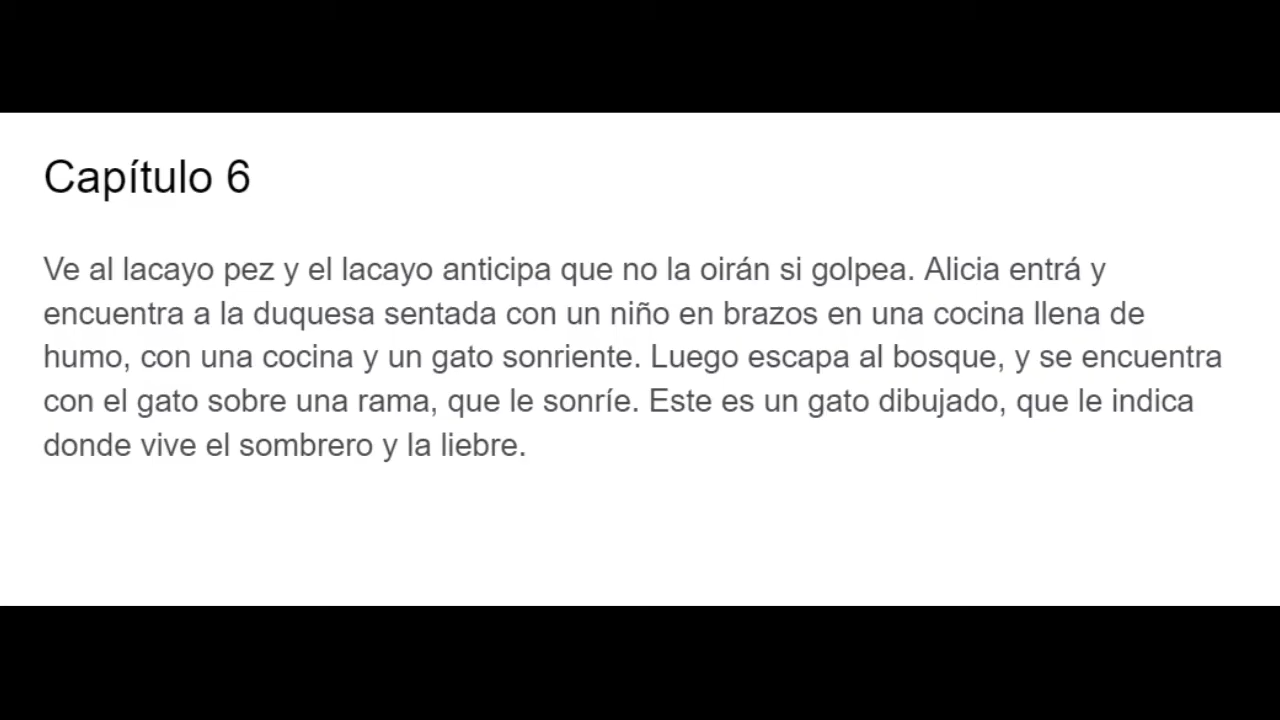 Capítulo 6
Ve al lacayo pez y el lacayo anticipa que no la oirán si golpea. Alicia entrá y
encuentra a la duquesa sentada con un niño en brazos en una cocina llena de
humo, con una cocina y un gato sonriente. Luego escapa al bosque, y se encuentra
con el gato sobre una rama, que le sonríe. Este es un gato dibujado, que le indica
donde vive el sombrero y la liebre.